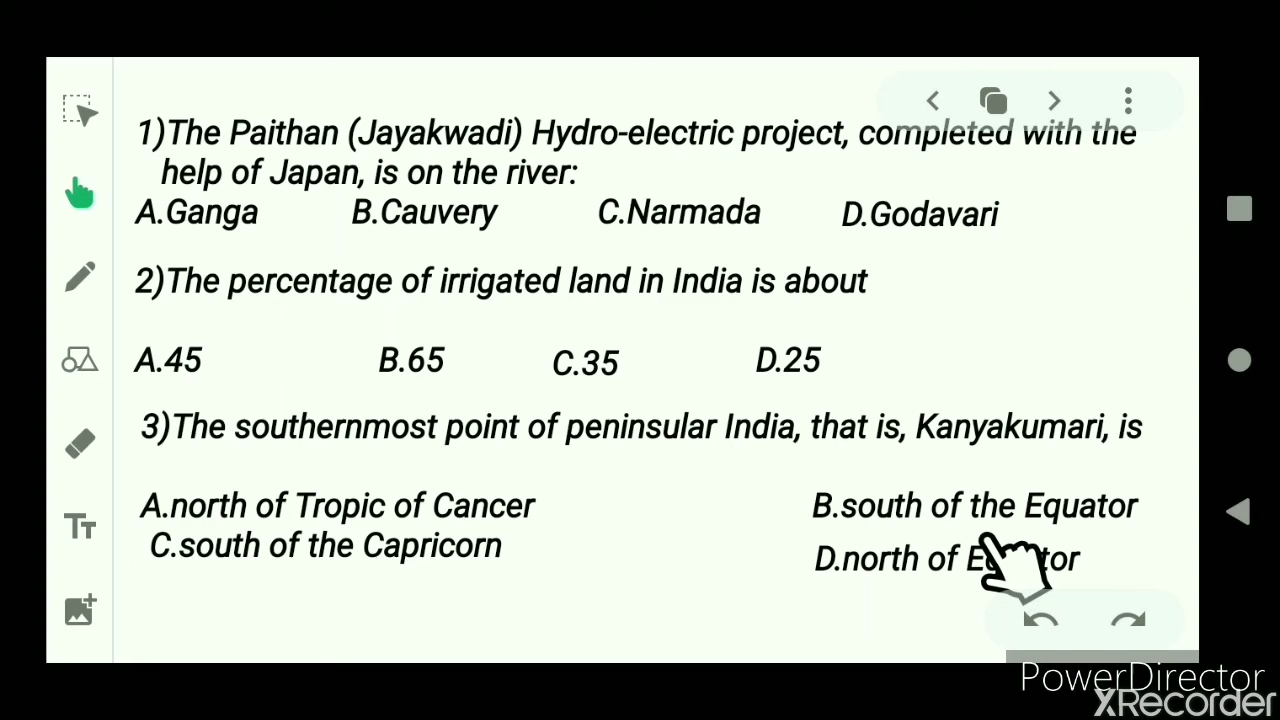 1)The Paithan (Jayakwadi) Hydro-electric project, completed with the
help of Japan, is on the river:
A.Ganga B.Cauvery C.Narmada D.Godavari
2)The percentage of irrigated land in India is about
A.45 B.65 C.35 D.25
3)The southernmost point of peninsular India, that is, Kanyakumari, is
A.north of Tropic of Cancer B.south of the Equator
C.south of the Capricorn D.north of Equator
TT
PowerDirector
XRecorder